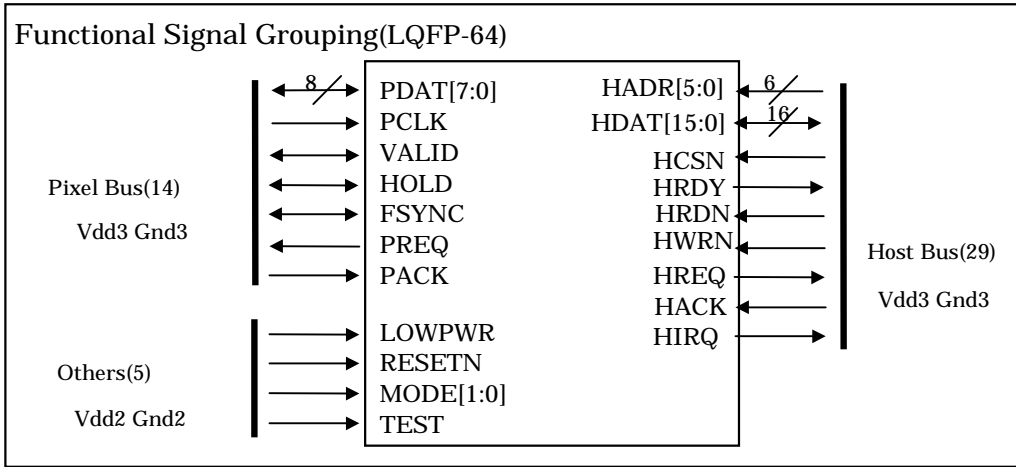 Functional Signal Grouping(LQFP-64)
8
PDAT[7:0]
PCLK
VALID
HOLD
FSYNC
PREQ
PACK
Pixel Bus(14)
Vdd3 Gnd3
LOWPWR
RESETN
MODE[1:0]
TEST
Others(5)
Vdd2 Gnd2
HADR[5:0]
6
HDAT[15:0]
16
HCSN
HRDY
HRDN
HWRN
HREQ
HACK
HIRQ
Host Bus(29)
Vdd3 Gnd3